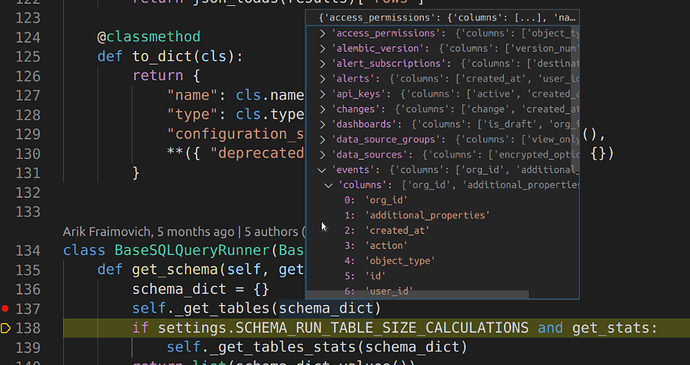 122 return json_loads(results)["rows"]
123
124 @classmethod
125 def to_dict(cls):
126 return {
127 "name": cls.name
128 "type": cls.type
129 "configuration_s ),
130 **({ "deprecated {})
131 }
132
133
Arik Fraimovich, 5 months ago | 5 authors (
134 class BaseSQLQueryRunner(Bas
135 def get_schema(self, get
136 schema_dict = {}
137 self._get_tables(schema_dict)
138 if settings.SCHEMA_RUN_TABLE_SIZE_CALCULATIONS and get_stats:
139 self._get_tables_stats(schema_dict)
return list(schema_dict.values())
{'access_permissions': {'columns': [...], 'na…
'access_permissions': {'columns': ['object_ty
'alembic_version': {'columns': ['version_num'
'alert_subscriptions': {'columns': ['destinat
'alerts': {'columns': ['created_at', 'user_id
'api_keys': {'columns': ['active', 'created_a
'changes': {'columns': ['change', 'created_at
'dashboards': {'columns': ['is_draft', 'org_i
'data_source_groups': {'columns': ['view_only
'data_sources': {'columns': ['encrypted_optio
'events': {'columns': ['org_id', 'additional_
'columns': ['org_id', 'additional_properties
0: 'org_id'
1: 'additional_properties'
2: 'created_at'
3: 'action'
4: 'object_type'
5: 'id'
6: 'user_id'